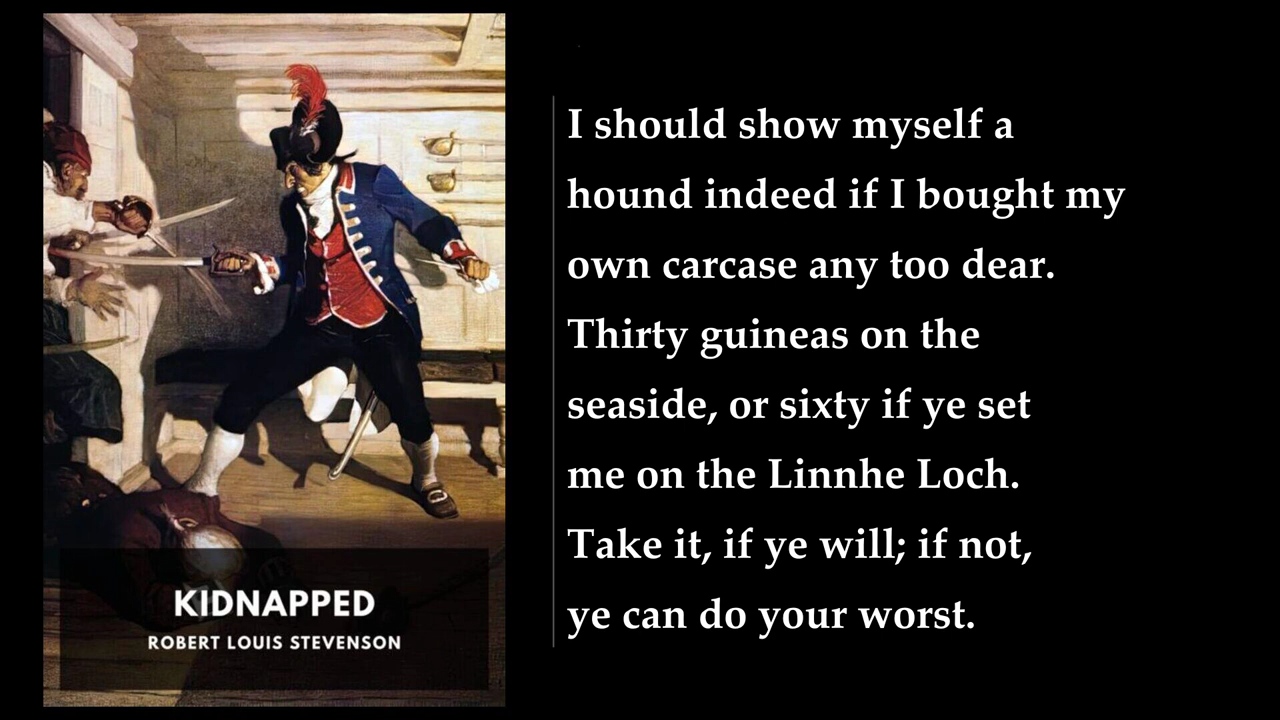 KIDNAPPED
ROBERT LOUIS STEVENSON
I should show myself a
hound indeed if I bought my
own carcase any too dear.
Thirty guineas on the
seaside, or sixty if ye set
me on the Linnhe Loch.
Take it, if ye will; if not,
ye can do your worst.